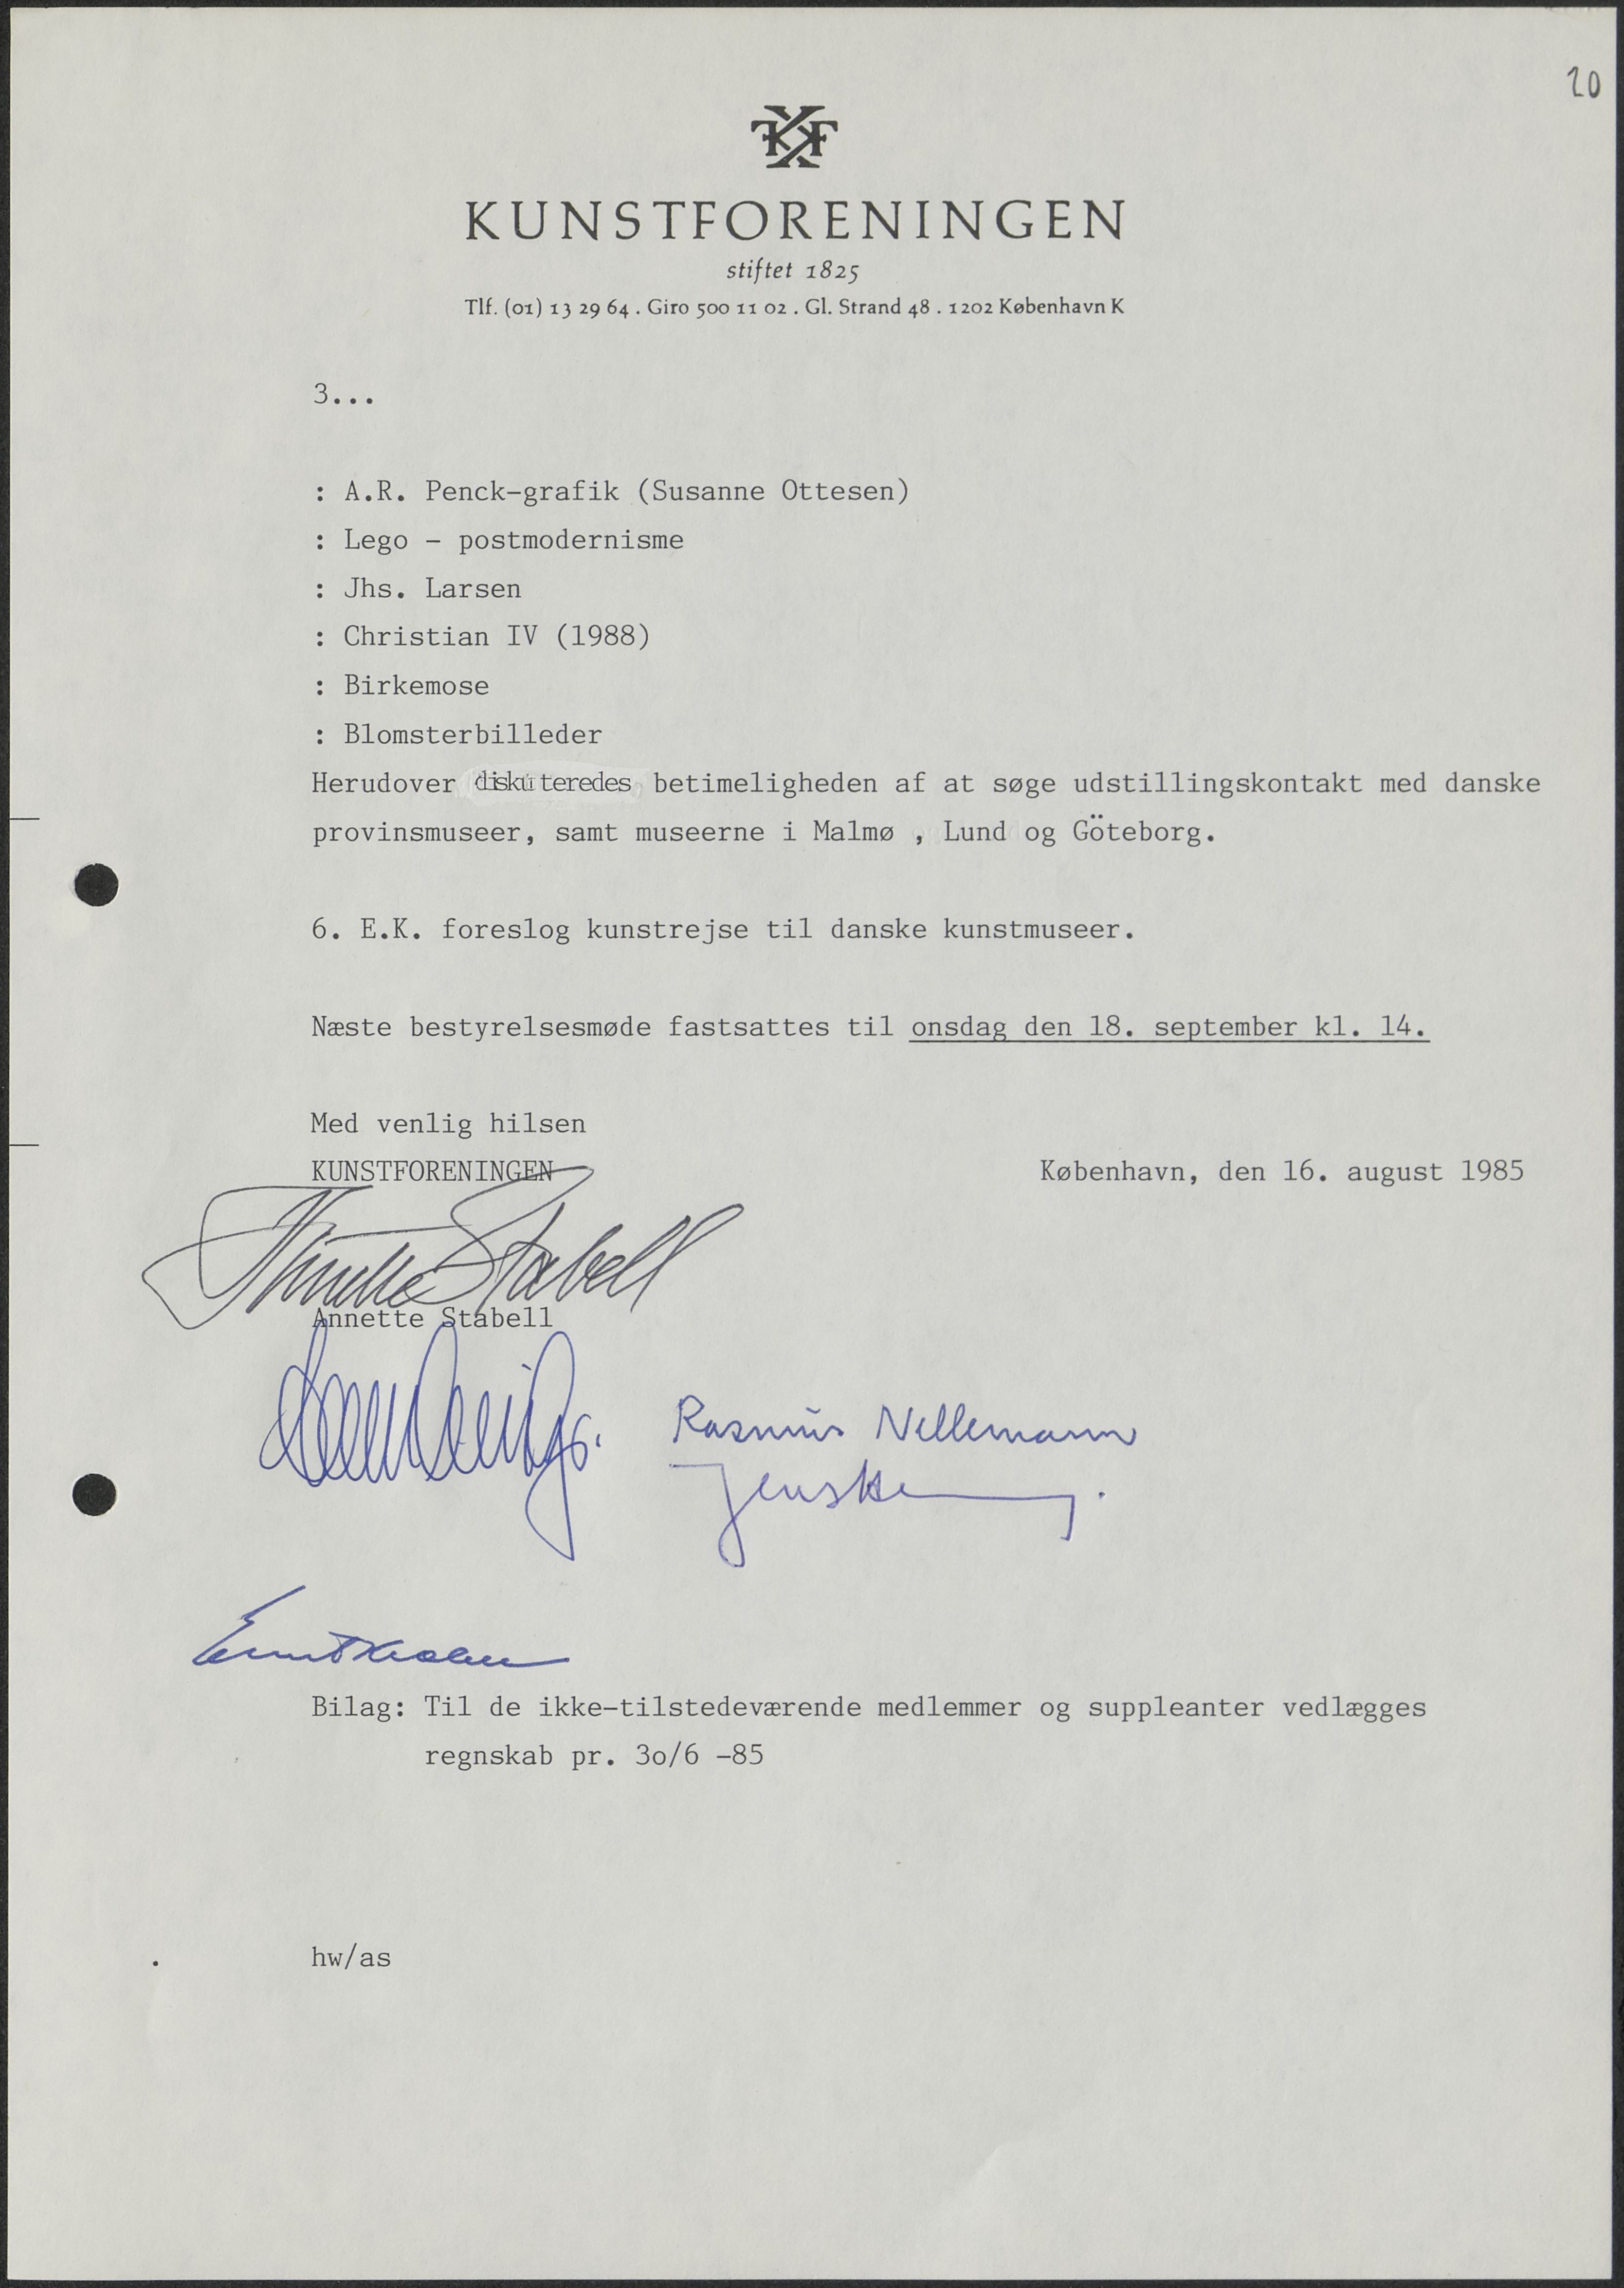 20
KUNSTFORENINGEN
stiftet 1825
Tlf. (01) 13 29 64 . Giro 500 11 02 . Gl. Strand 48 . 1202 København K
3...
: A.R. Penck-grafik (Susanne Ottesen)
: Lego - postmodernisme
: Jhs. Larsen
: Christian IV (1988)
: Birkemose
: Blomsterbilleder
Herudover diskuteredes betimeligheden af at søge udstillingskontakt med danske
provinsmuseer, samt museerne i Malmø , Lund og Göteborg.
6. E.K. foreslog kunstrejse til danske kunstmuseer.
Næste bestyrelsesmøde fastsattes til onsdag den 18. september kl. 14.
Med venlig hilsen
KUNSTFORENINGEN
København, den 16. august 1985
Annette Stabell
Annette Stabell
Rasmus Nellemann
Bilag: Til de ikke-tilstedeværende medlemmer og suppleanter vedlægges
regnskab pr. 3o/6 -85
hw/as